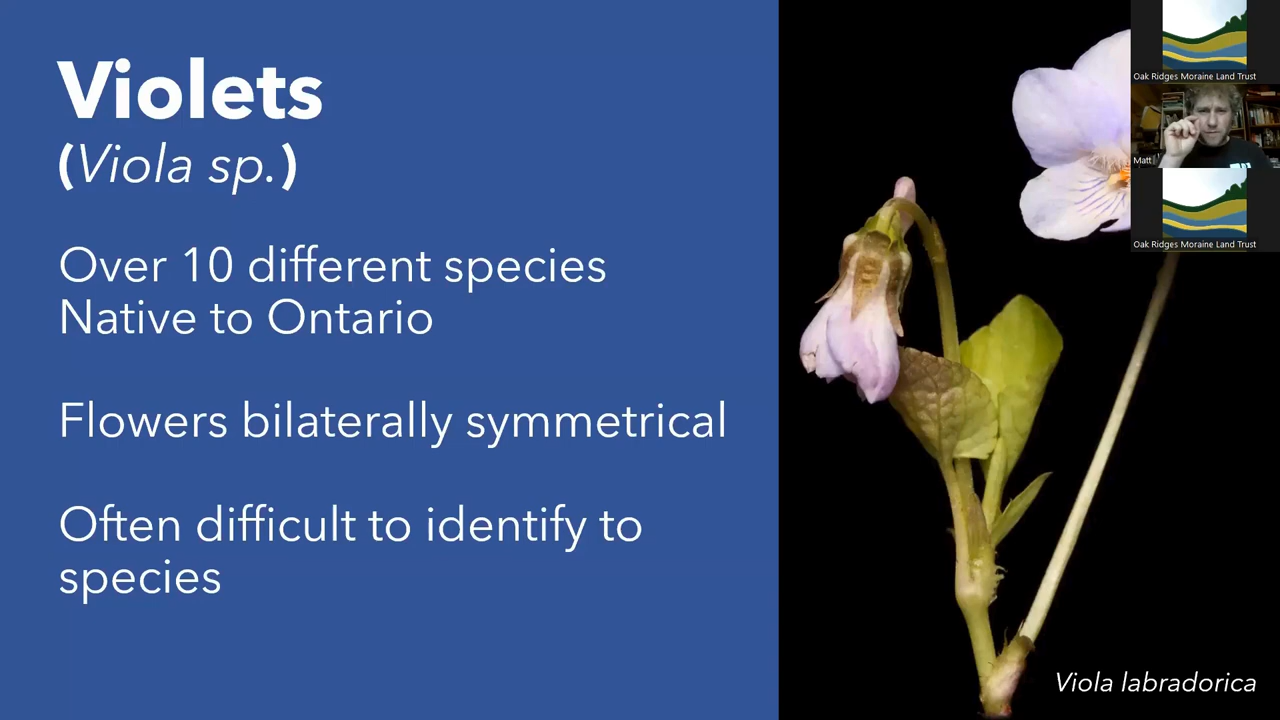 Violets
(Viola sp.)
Over 10 different species
Native to Ontario
Flowers bilaterally symmetrical
Often difficult to identify to
species
Oak Ridges Moraine Land Trust
Matt
Oak Ridges Moraine Land Trust
Viola labradorica